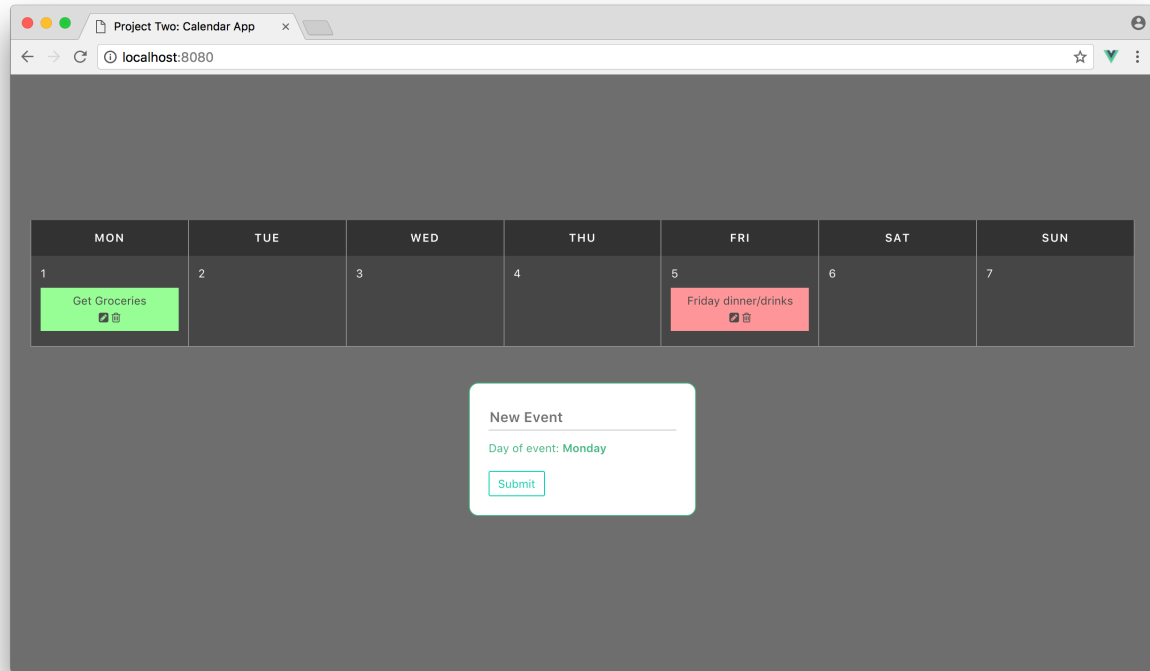 Project Two: Calendar App
localhost:8080
MON TUE WED THU FRI SAT SUN
1 2 3 4 5 6 7
Get Groceries Friday dinner/drinks
New Event
Day of event: Monday
Submit